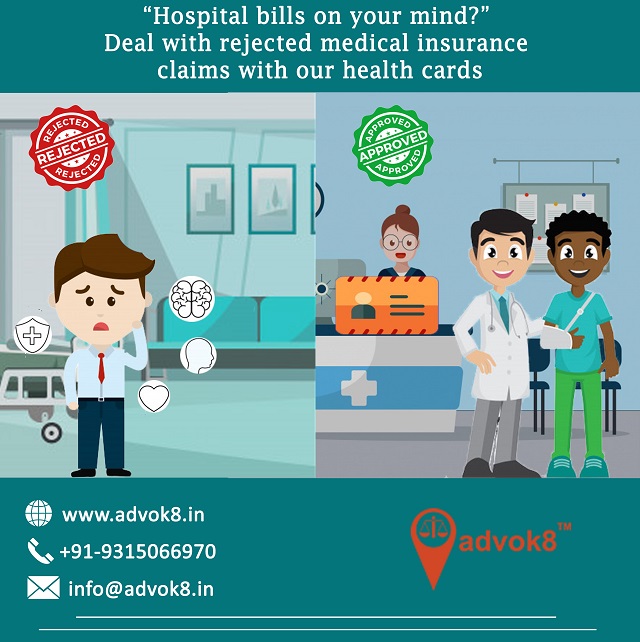 “Hospital bills on your mind?”
Deal with rejected medical insurance
claims with our health cards
REJECTED
REJECTED
REJECTED
APPROVED
APPROVED
APPROVED
www.advok8.in
+91-9315066970
info@advok8.in
advok8™